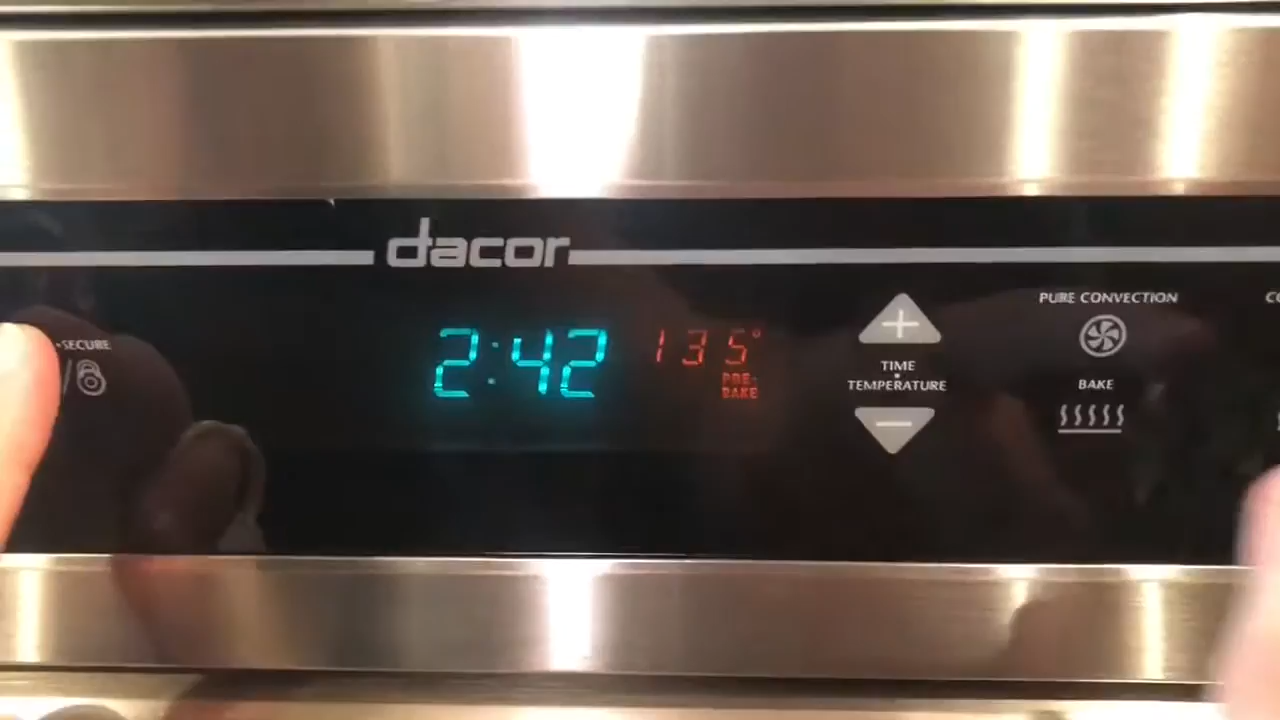 dacor
•SECURE
2:42
135°
PRE-
BAKE
TIME
•
TEMPERATURE
PURE CONVECTION
BAKE